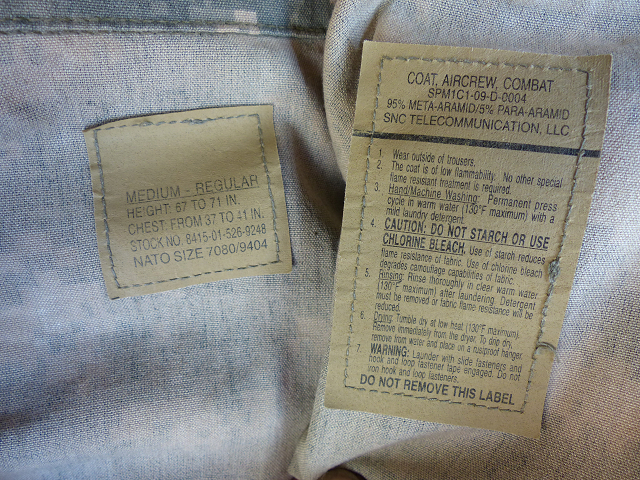 MEDIUM - REGULAR
HEIGHT: 67 TO 71 IN.
CHEST: FROM 37 TO 41 IN.
STOCK NO. 8415-01-526-9248
NATO SIZE 7080/9404
COAT, AIRCREW, COMBAT
SPM1C1-09-D-0004
95% META-ARAMID/5% PARA-ARAMID
SNC TELECOMMUNICATION, LLC
1. Wear outside of trousers.
2. The coat is of low flammability. No other special
flame resistant treatment is required.
3. Hand/Machine Washing: Permanent press
cycle in warm water (130°F maximum) with a
mild laundry detergent.
4. CAUTION: DO NOT STARCH OR USE
CHLORINE BLEACH. Use of starch reduces
flame resistance of fabric. Use of chlorine bleach
degrades camouflage capabilities of fabric.
5. Rinsing: Rinse thoroughly in clear warm water
(130°F maximum) after laundering. Detergent
must be removed or fabric flame resistance will be
reduced.
6. Drying: Tumble dry at low heat (130°F maximum).
Remove immediately from the dryer. To drip dry,
remove from water and place on a rustproof hanger.
7. WARNING: Launder with slide fasteners and
hook and loop fastener tape engaged. Do not
iron hook and loop fasteners.
DO NOT REMOVE THIS LABEL